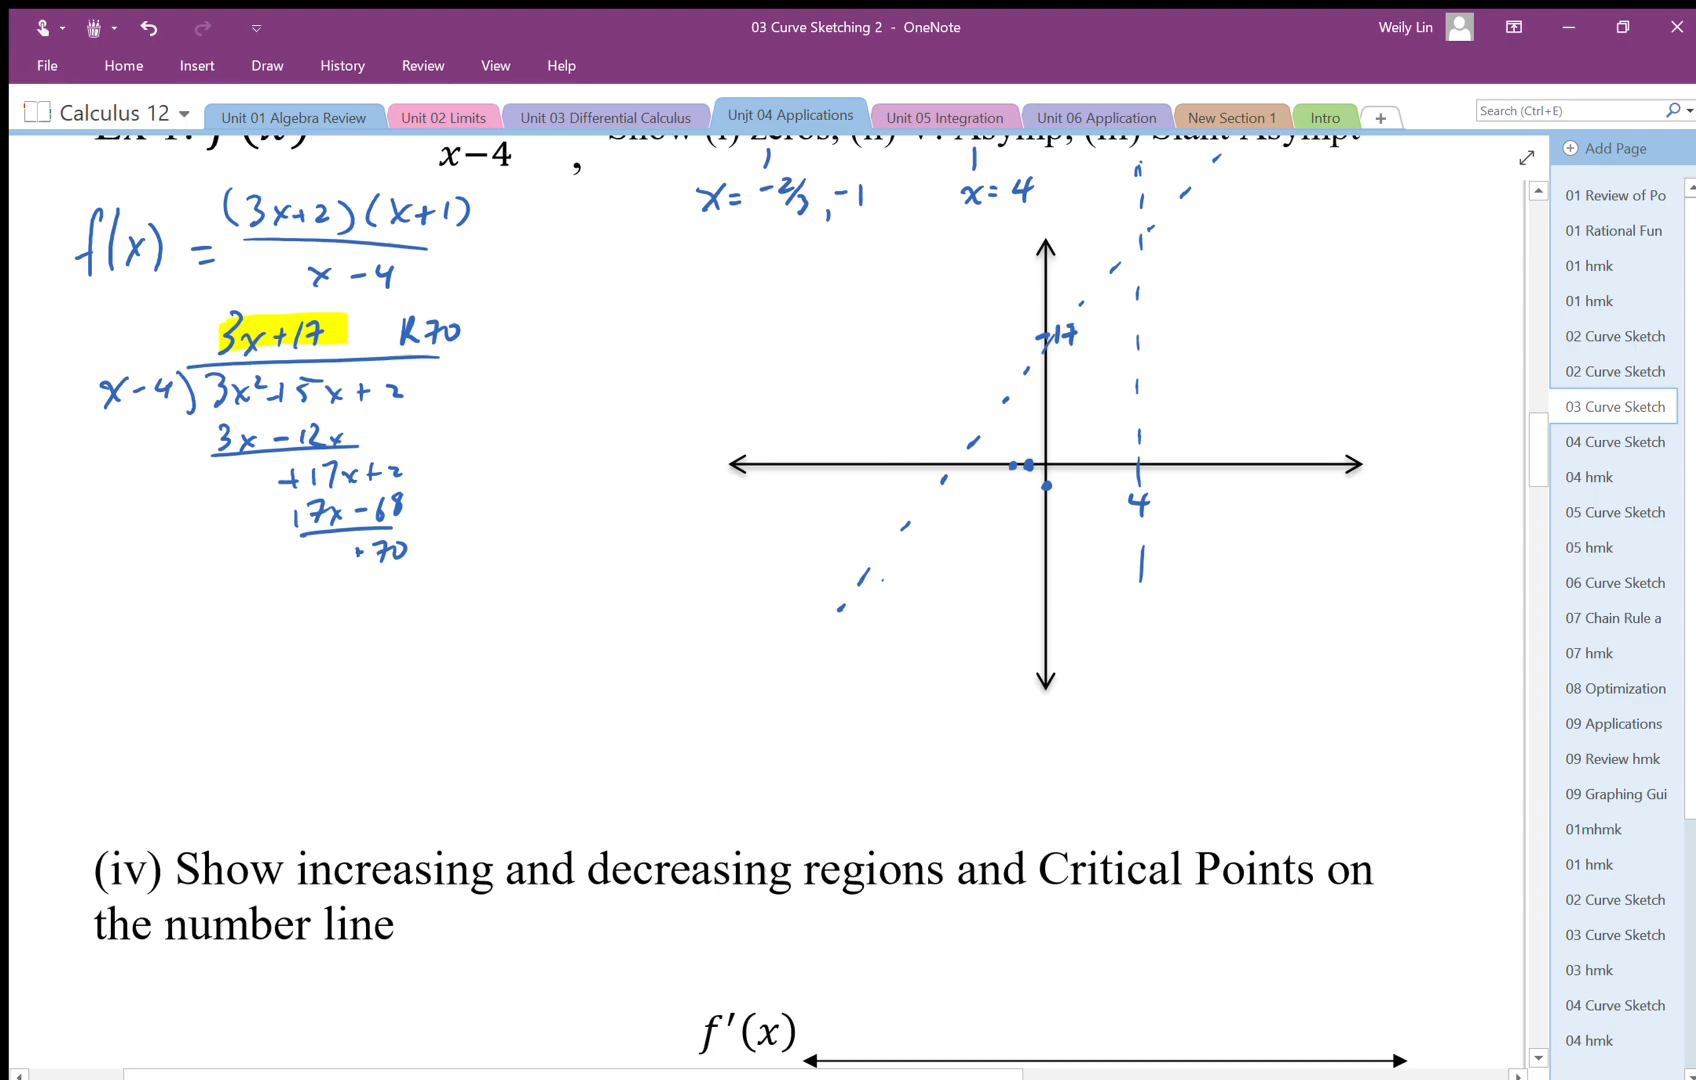 03 Curve Sketching 2 - OneNote
Weily Lin
File Home Insert Draw History Review View Help
Calculus 12
Unit 01 Algebra Review
Unit 02 Limits
Unit 03 Differential Calculus
Unit 04 Applications
Unit 05 Integration
Unit 06 Application
New Section 1
Intro
+
Search (Ctrl+E)
x−4 ,
x = -2/3, -1
x = 4
f(x) = (3x+2)(x+1)
x - 4
3x+17 R70
x-4) 3x²+5x+2
3x - 12x
+17x+2
17x - 68
+70
17
4
(iv) Show increasing and decreasing regions and Critical Points on
the number line
f′(x)
Add Page
01 Review of Po
01 Rational Fun
01 hmk
01 hmk
02 Curve Sketch
02 Curve Sketch
03 Curve Sketch
04 Curve Sketch
04 hmk
05 Curve Sketch
05 hmk
06 Curve Sketch
07 Chain Rule a
07 hmk
08 Optimization
09 Applications
09 Review hmk
09 Graphing Gui
01mhmk
01 hmk
02 Curve Sketch
03 Curve Sketch
03 hmk
04 Curve Sketch
04 hmk